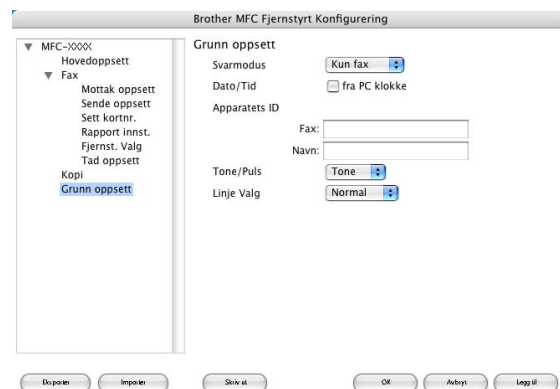 Brother MFC Fjernstyrt Konfigurering
MFC-XXXX
Hovedoppsett
Fax
Mottak oppsett
Sende oppsett
Sett kortnr.
Rapport innst.
Fjernst. Valg
Tad oppsett
Kopi
Grunn oppsett
Grunn oppsett
Svarmodus Kun fax
Dato/Tid fra PC klokke
Apparatets ID
Fax:
Navn:
Tone/Puls Tone
Linje Valg Normal
Eksporter Importer Skriv ut OK Avbryt Legg til